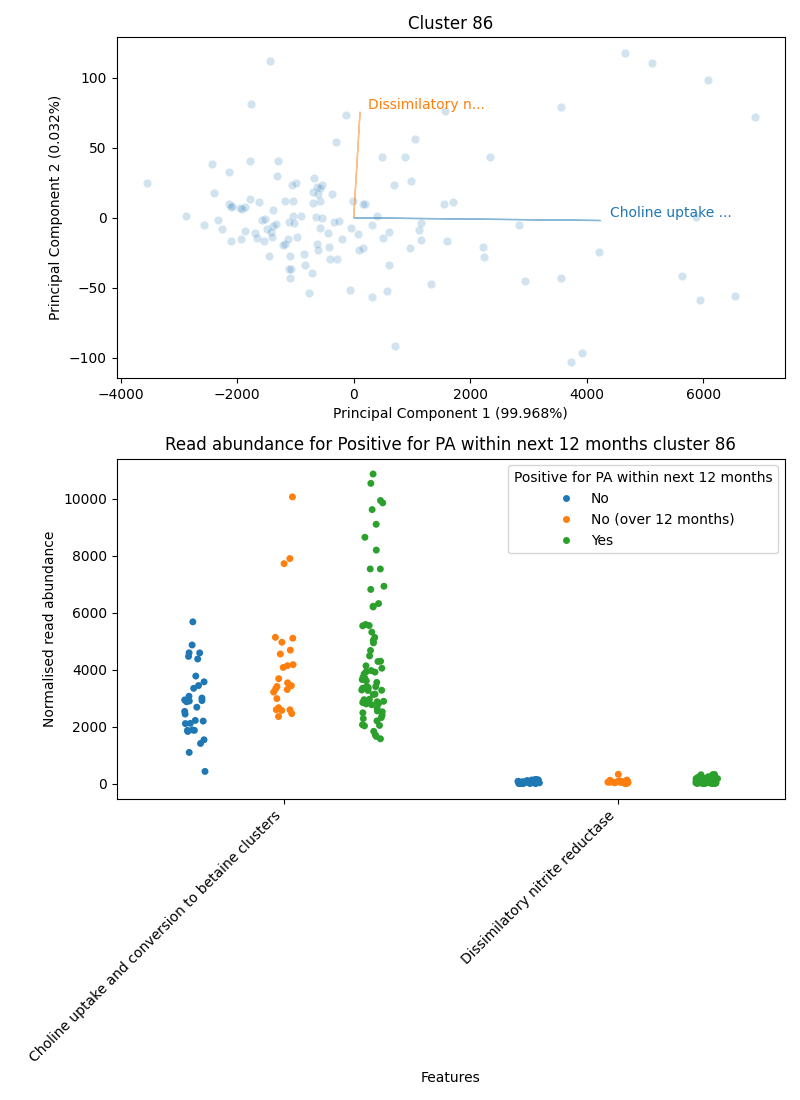 Cluster 86
Principal Component 2 (0.032%)
100
50
0
−50
−100
Dissimilatory n...
Choline uptake ...
−4000
−2000
0
2000
4000
6000
Principal Component 1 (99.968%)
Read abundance for Positive for PA within next 12 months cluster 86
Normalised read abundance
10000
8000
6000
4000
2000
0
Positive for PA within next 12 months
No
No (over 12 months)
Yes
Choline uptake and conversion to betaine clusters
Dissimilatory nitrite reductase
Features